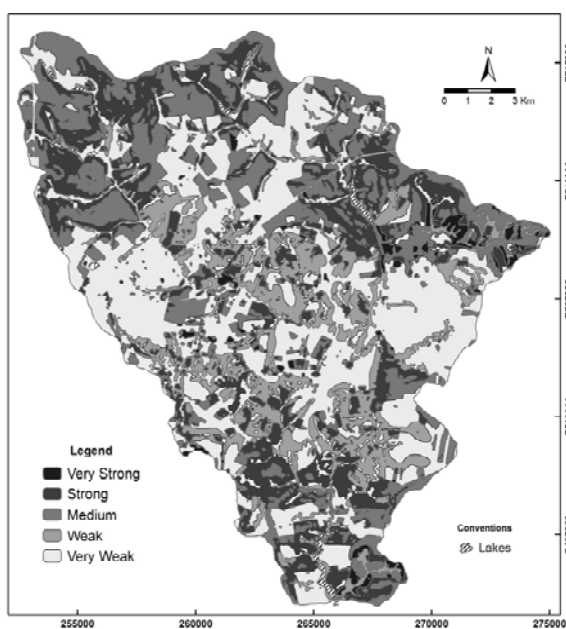 N
0 1 2 3 Km
Legend
Very Strong
Strong
Medium
Weak
Very Weak
Conventions
Lakes
255000 260000 265000 270000 275000